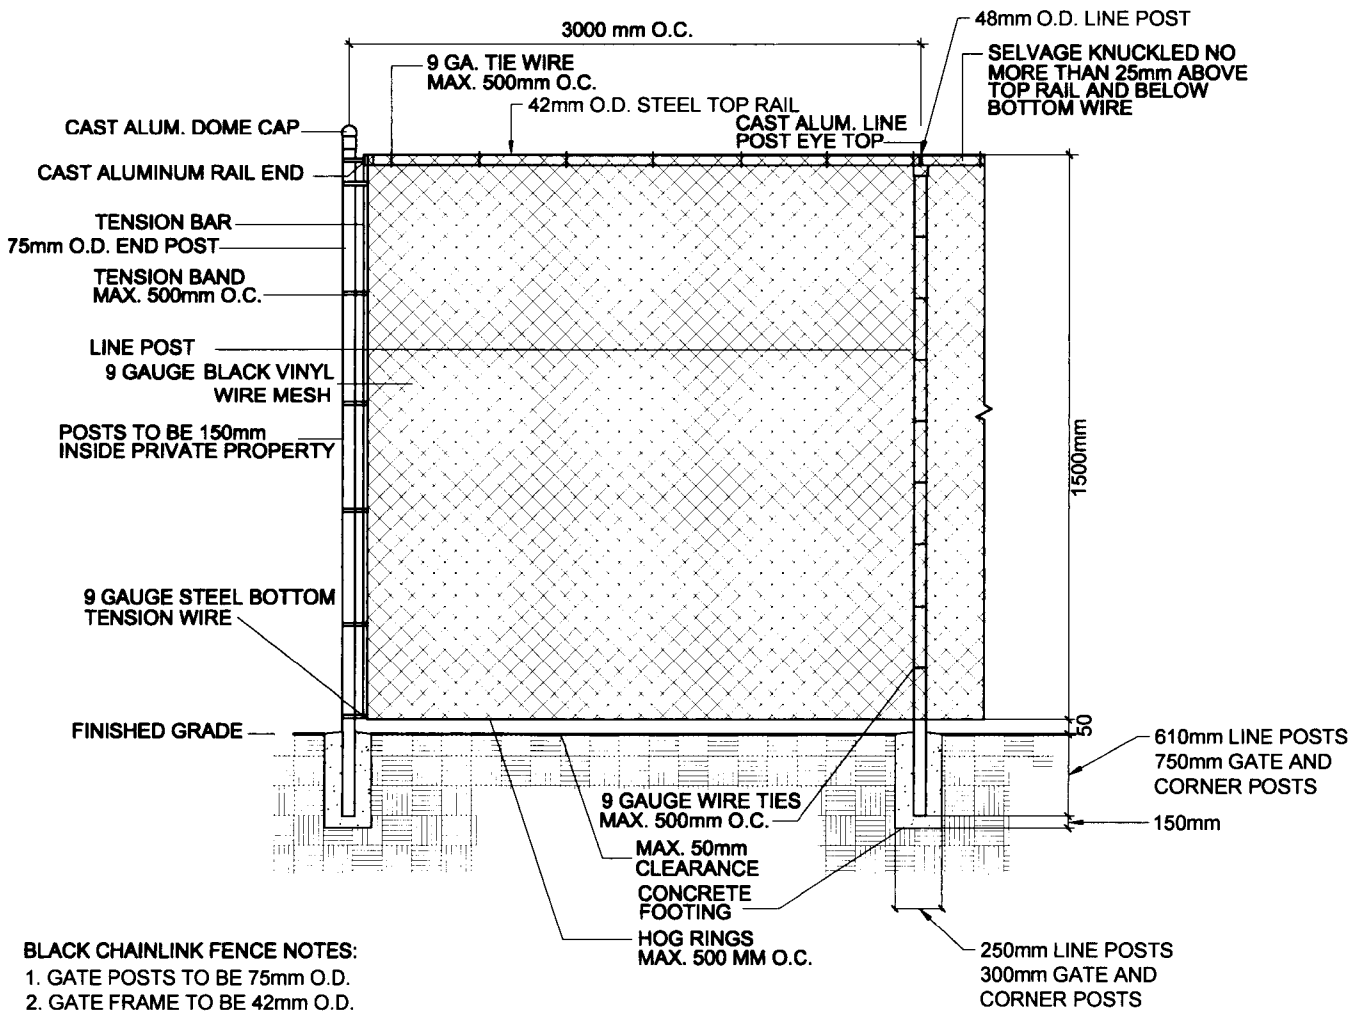 3000 mm O.C.
48mm O.D. LINE POST
9 GA. TIE WIRE
MAX. 500mm O.C.
SELVAGE KNUCKLED NO
MORE THAN 25mm ABOVE
TOP RAIL AND BELOW
BOTTOM WIRE
42mm O.D. STEEL TOP RAIL
CAST ALUM. LINE
POST EYE TOP
CAST ALUM. DOME CAP
CAST ALUMINUM RAIL END
TENSION BAR
75mm O.D. END POST
TENSION BAND
MAX. 500mm O.C.
LINE POST
9 GAUGE BLACK VINYL
WIRE MESH
POSTS TO BE 150mm
INSIDE PRIVATE PROPERTY
1500mm
9 GAUGE STEEL BOTTOM
TENSION WIRE
FINISHED GRADE
50
610mm LINE POSTS
750mm GATE AND
CORNER POSTS
9 GAUGE WIRE TIES
MAX. 500mm O.C.
150mm
MAX. 50mm
CLEARANCE
CONCRETE
FOOTING
HOG RINGS
MAX. 500 MM O.C.
250mm LINE POSTS
300mm GATE AND
CORNER POSTS
BLACK CHAINLINK FENCE NOTES:
1. GATE POSTS TO BE 75mm O.D.
2. GATE FRAME TO BE 42mm O.D.